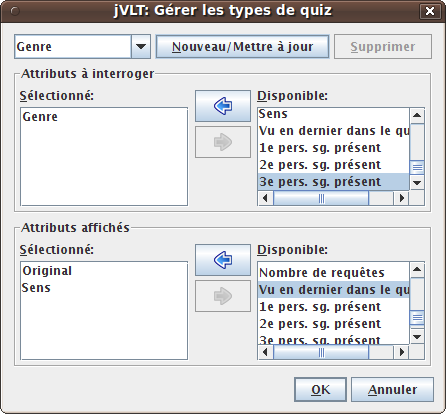 jVLT: Gérer les types de quiz
Genre
Nouveau/Mettre à jour
Supprimer
Attributs à interroger
Sélectionné:
Genre
Disponible:
Sens
Vu en dernier dans le qu
1e pers. sg. présent
2e pers. sg. présent
3e pers. sg. présent
Attributs affichés
Sélectionné:
Original
Sens
Disponible:
Nombre de requêtes
Vu en dernier dans le qu
1e pers. sg. présent
2e pers. sg. présent
3e pers. sg. présent
OK
Annuler